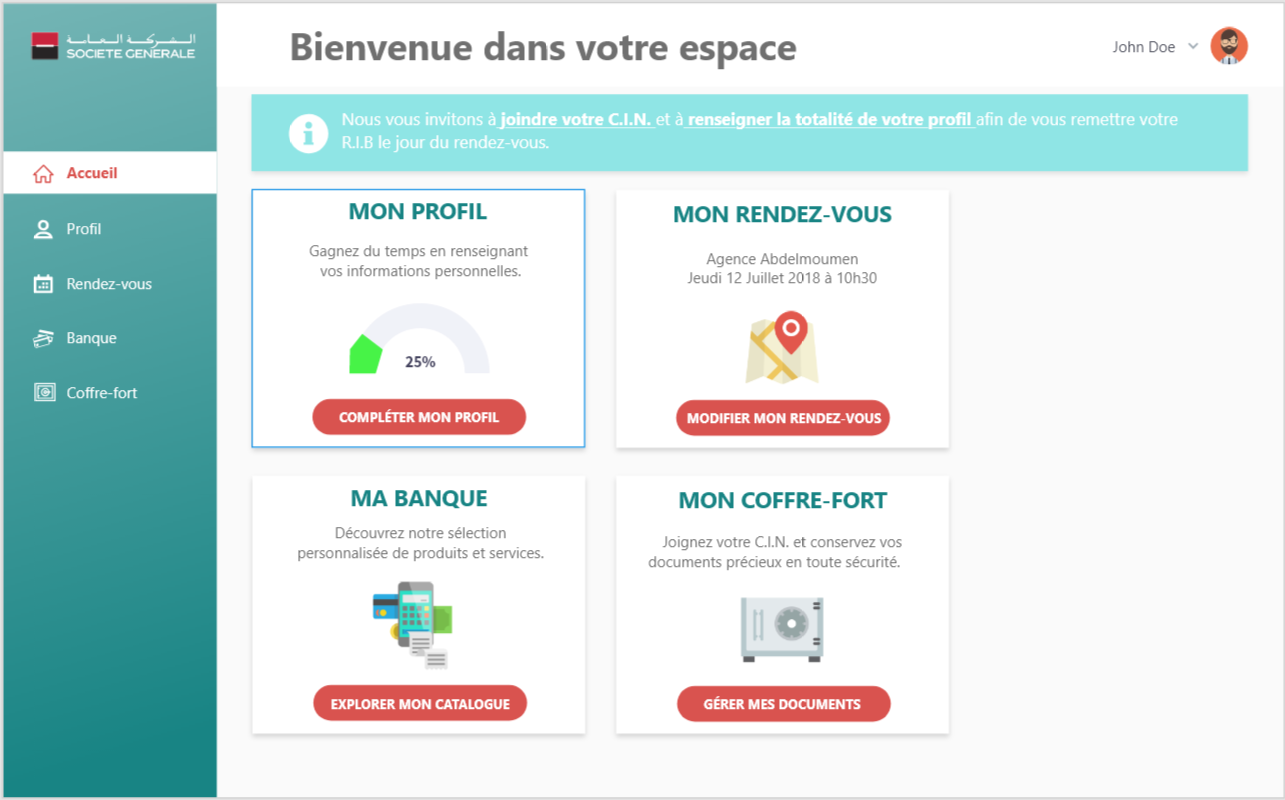 الشركة العامة
SOCIETE GENERALE
Bienvenue dans votre espace
John Doe
Nous vous invitons à joindre votre C.I.N. et à renseigner la totalité de votre profil afin de vous remettre votre
R.I.B le jour du rendez-vous.
Accueil
Profil
Rendez-vous
Banque
Coffre-fort
MON PROFIL
Gagnez du temps en renseignant
vos informations personnelles.
25%
COMPLÉTER MON PROFIL
MON RENDEZ-VOUS
Agence Abdelmoumen
Jeudi 12 Juillet 2018 à 10h30
MODIFIER MON RENDEZ-VOUS
MA BANQUE
Découvrez notre sélection
personnalisée de produits et services.
EXPLORER MON CATALOGUE
MON COFFRE-FORT
Joignez votre C.I.N. et conservez vos
documents précieux en toute sécurité.
GÉRER MES DOCUMENTS